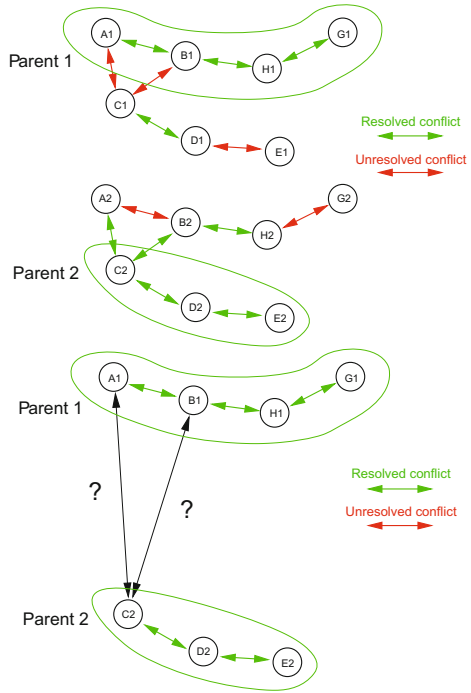 A1
G1
Parent 1
B1
H1
C1
Resolved conflict
D1
E1
Unresolved conflict
A2
G2
B2
H2
C2
Parent 2
D2
E2
A1
G1
Parent 1
B1
H1
Resolved conflict
?
?
Unresolved conflict
C2
Parent 2
D2
E2